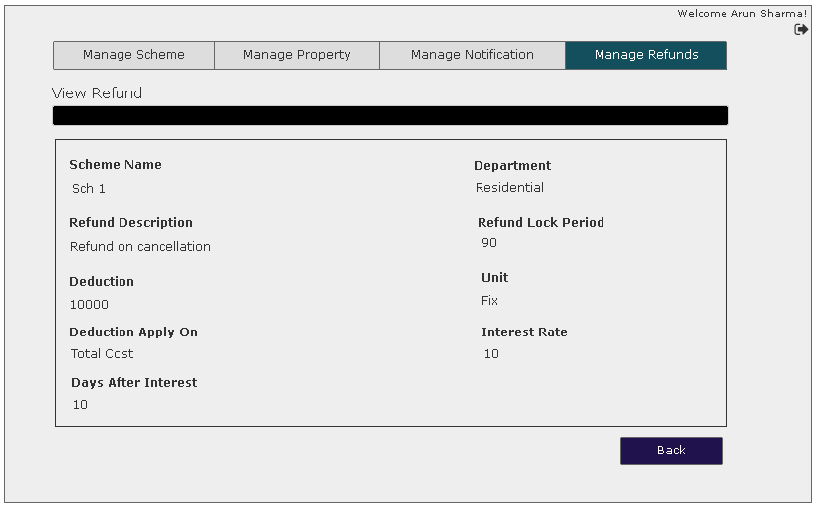 Welcome Arun Sharma!
Manage Scheme Manage Property Manage Notification Manage Refunds
View Refund
Scheme Name Department
Sch 1 Residential
Refund Description Refund Lock Period
Refund on cancellation 90
Deduction Unit
10000 Fix
Deduction Apply On Interest Rate
Total Cost 10
Days After Interest
10
Back